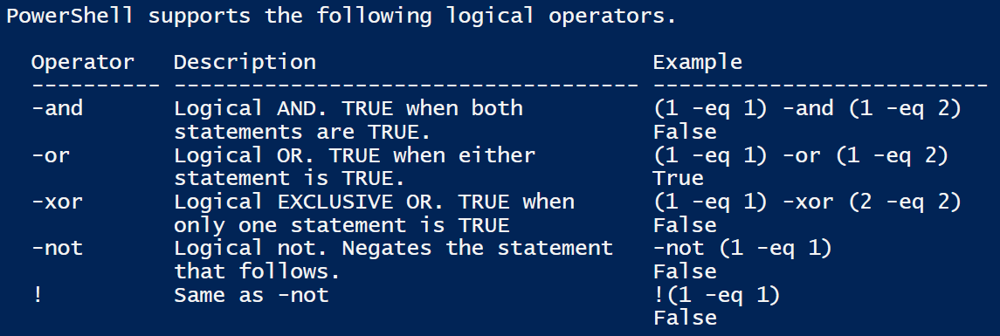 PowerShell supports the following logical operators.
Operator   Description                          Example
---------- ------------------------------------ --------------------------
-and       Logical AND. TRUE when both          (1 -eq 1) -and (1 -eq 2)
           statements are TRUE.                 False
-or        Logical OR. TRUE when either         (1 -eq 1) -or (1 -eq 2)
           statement is TRUE.                   True
-xor       Logical EXCLUSIVE OR. TRUE when      (1 -eq 1) -xor (2 -eq 2)
           only one statement is TRUE           False
-not       Logical not. Negates the statement   -not (1 -eq 1)
           that follows.                        False
!          Same as -not                         !(1 -eq 1)
                                                False